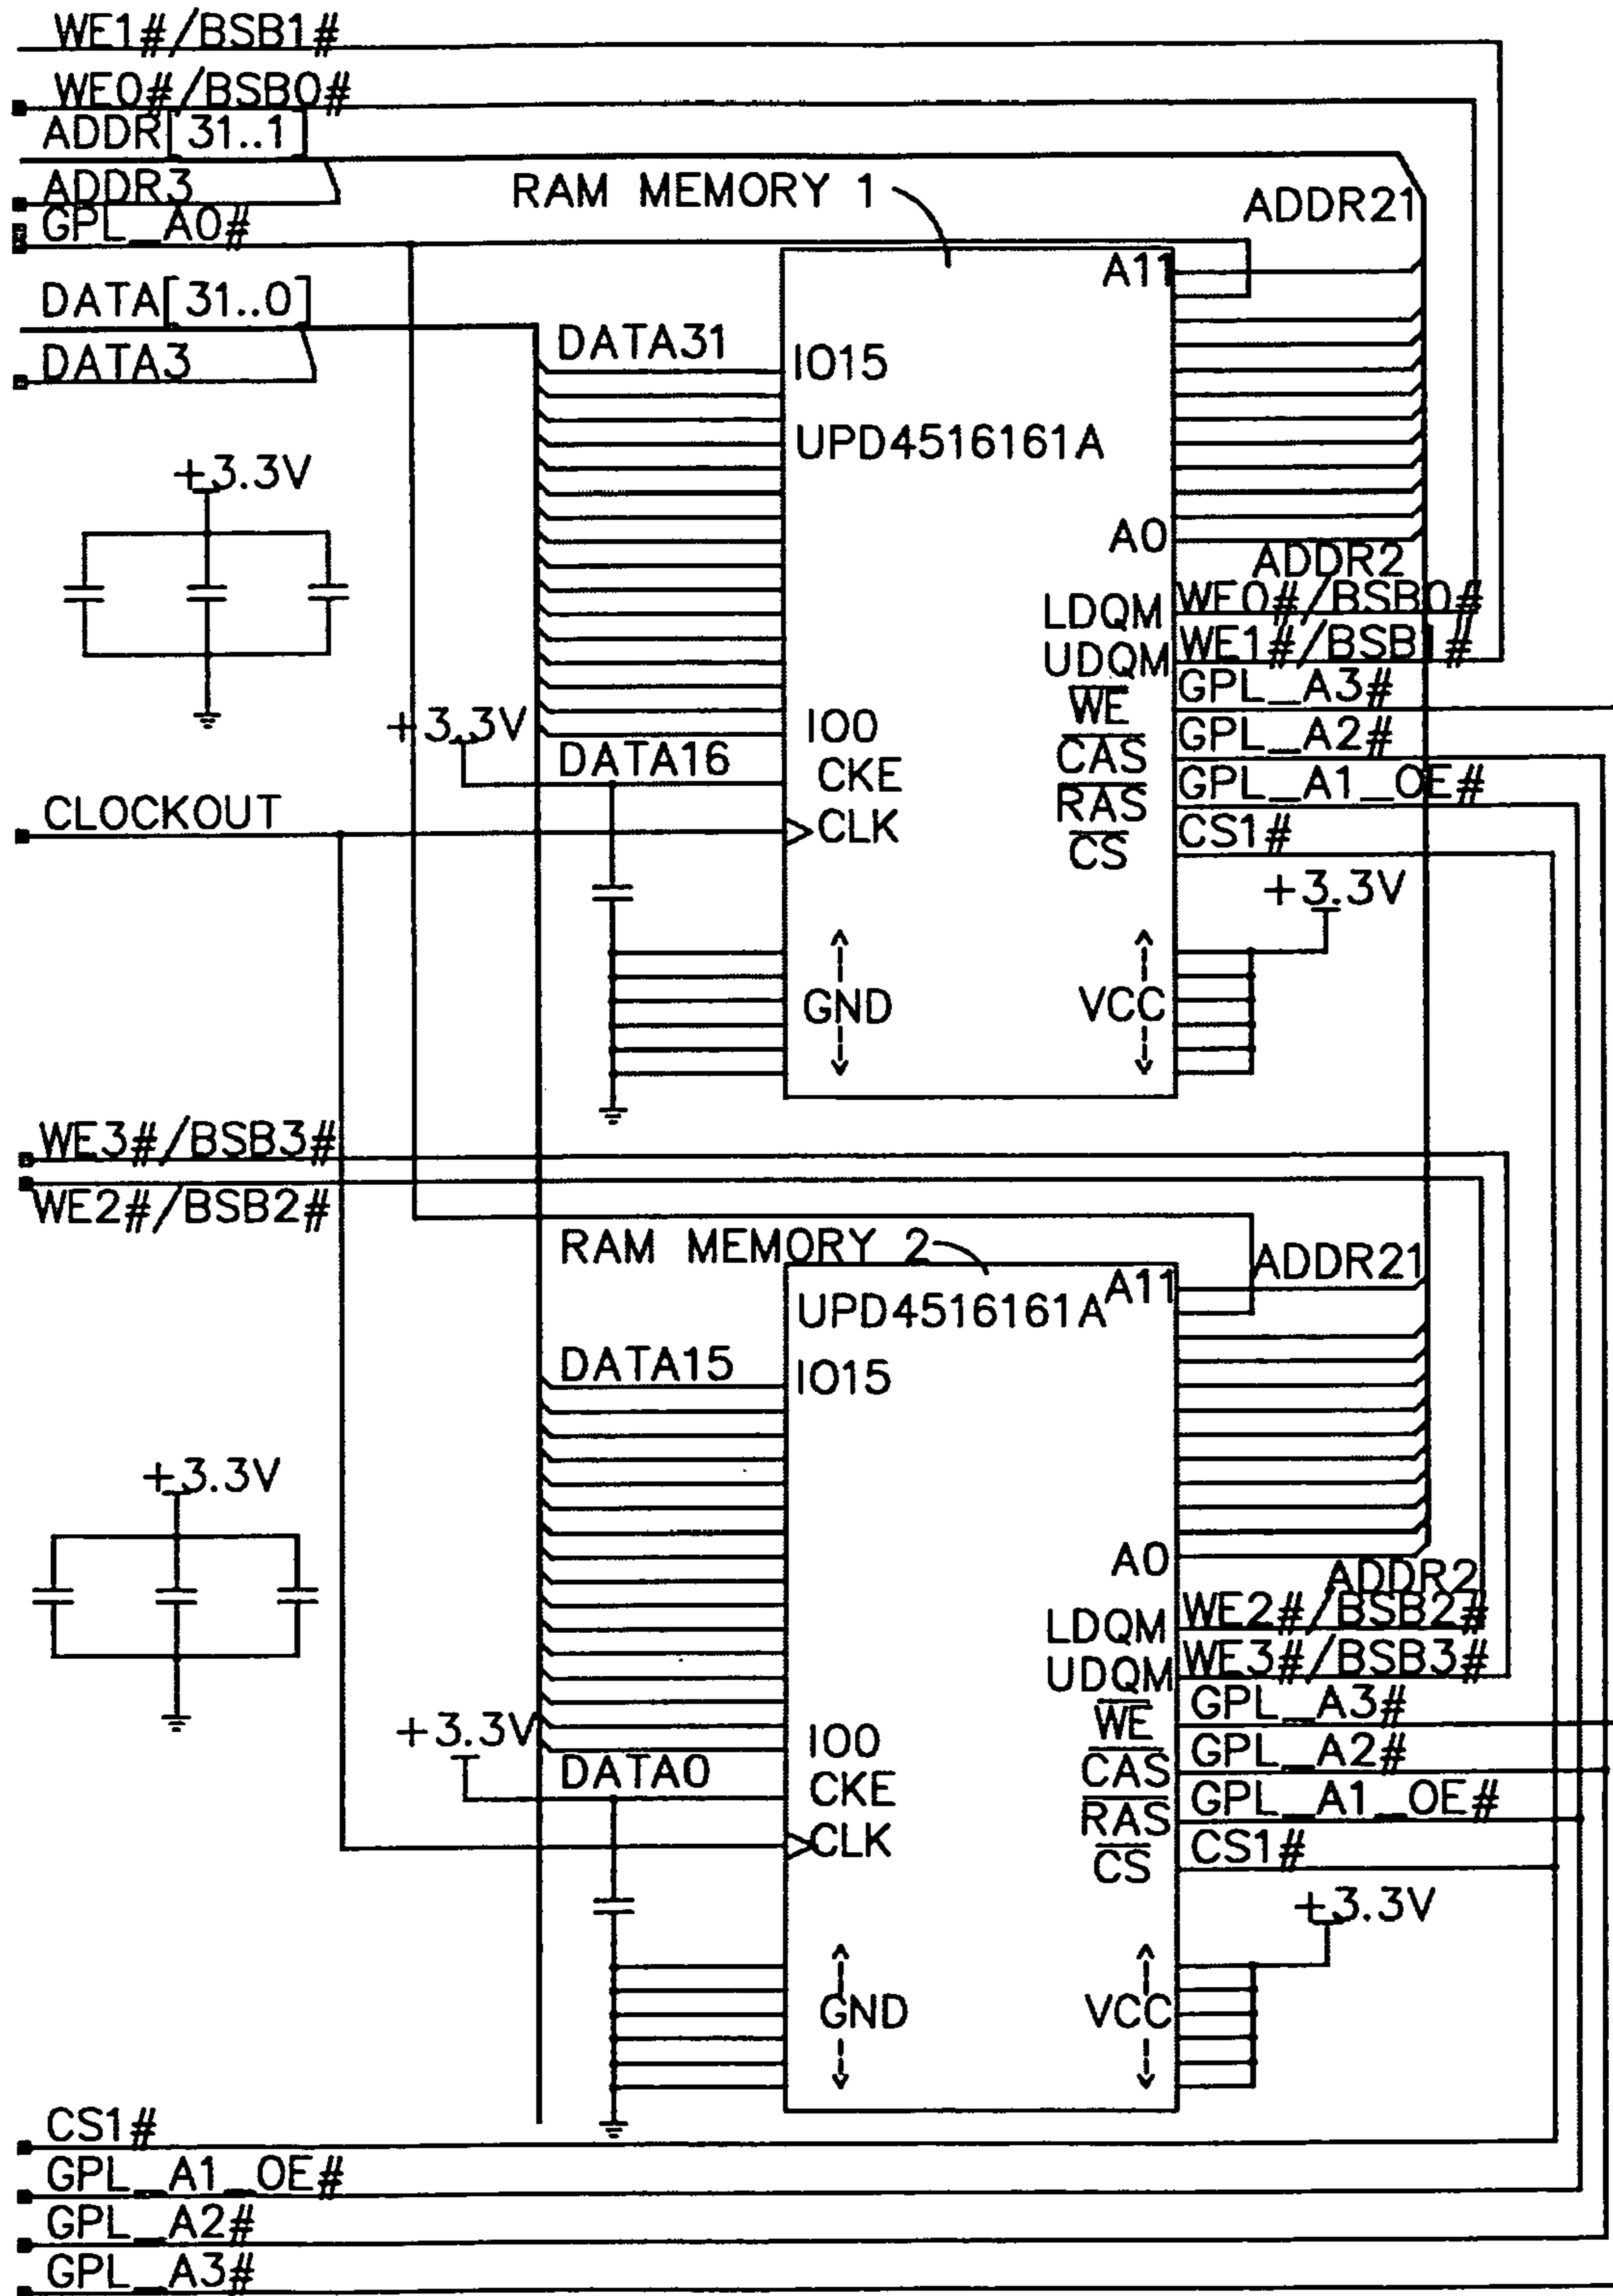 WE1#/BSB1#
WE0#/BSB0#
ADDR[31..1]
ADDR3
GPL_A0#
RAM MEMORY 1
ADDR21
A11
DATA[31..0]
DATA3
DATA31
IO15
UPD4516161A
+3.3V
A0
ADDR2
LDQM WE0#/BSB0#
UDQM WE1#/BSB1#
WE GPL_A3#
CAS GPL_A2#
RAS GPL_A1_OE#
CS CS1#
+3.3V
IO0
DATA16
CKE
CLOCKOUT
CLK
+3.3V
GND
VCC
WE3#/BSB3#
WE2#/BSB2#
RAM MEMORY 2
ADDR21
A11
UPD4516161A
DATA15
IO15
+3.3V
A0
ADDR2
LDQM WE2#/BSB2#
UDQM WE3#/BSB3#
WE GPL_A3#
CAS GPL_A2#
RAS GPL_A1_OE#
CS CS1#
+3.3V
IO0
DATA0
CKE
CLK
+3.3V
GND
VCC
CS1#
GPL_A1_OE#
GPL_A2#
GPL_A3#